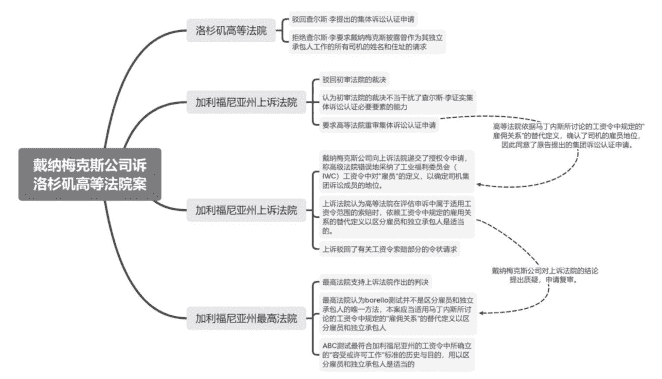 戴纳梅克斯公司诉
洛杉矶高等法院案
洛杉矶高等法院
驳回查尔斯·李提出的集体诉讼认证申请
拒绝查尔斯·李要求戴纳梅克斯披露曾作为其独立
承包人工作的所有司机的姓名和住址的请求
加利福尼亚州上诉法院
驳回初审法院的裁决
认为初审法院的裁决不当干扰了查尔斯·李证实集
体诉讼认证必要要素的能力
要求高等法院重审集体诉讼认证申请
高等法院依据马丁内斯所讨论的工资令中规定的"
雇佣关系"的替代定义，确认了司机的雇员地位，
因此同意了原告提出的集团诉讼认证申请。
加利福尼亚州上诉法院
戴纳梅克斯公司向上诉法院递交了授权令申请，
称高级法院错误地采纳了工业福利委员会（
IWC）工资令中对"雇员"的定义，以确定司机集
团诉讼成员的地位。
上诉法院认为高等法院在评估申诉中属于适用工
资令范围的索赔时，依赖工资令中规定的雇佣关
系的替代定义以区分雇员和独立承包人是适当
的。
上诉驳回了有关工资令索赔部分的令状请求
戴纳梅克斯公司对上诉法院的结论
提出质疑，申请复审。
加利福尼亚州最高法院
最高法院支持上诉法院作出的判决
最高法院认为borello测试并不是区分雇员和独立
承包人的唯一方法，本案应当适用马丁内斯所讨
论的工资令中规定的"雇佣关系"的替代定义以区
分雇员和独立承包人
ABC测试最符合加利福尼亚州的工资令中所确立
的"容受或许可工作"标准的历史与目的，用以区
分雇员和独立承包人是适当的